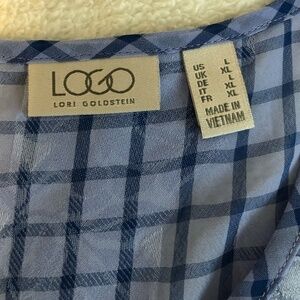 LOGO
LORI GOLDSTEIN
US L
UK XL
DE L
IT XL
FR XL
MADE IN
VIETNAM